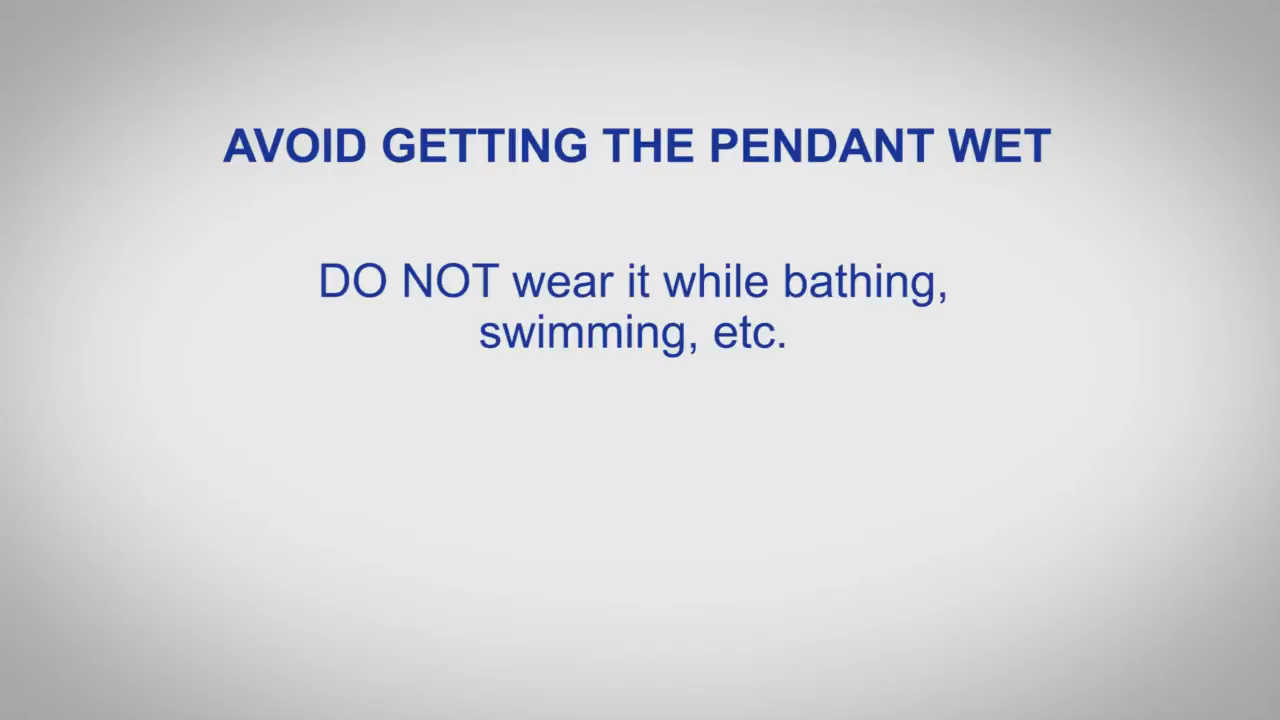 AVOID GETTING THE PENDANT WET
DO NOT wear it while bathing,
swimming, etc.